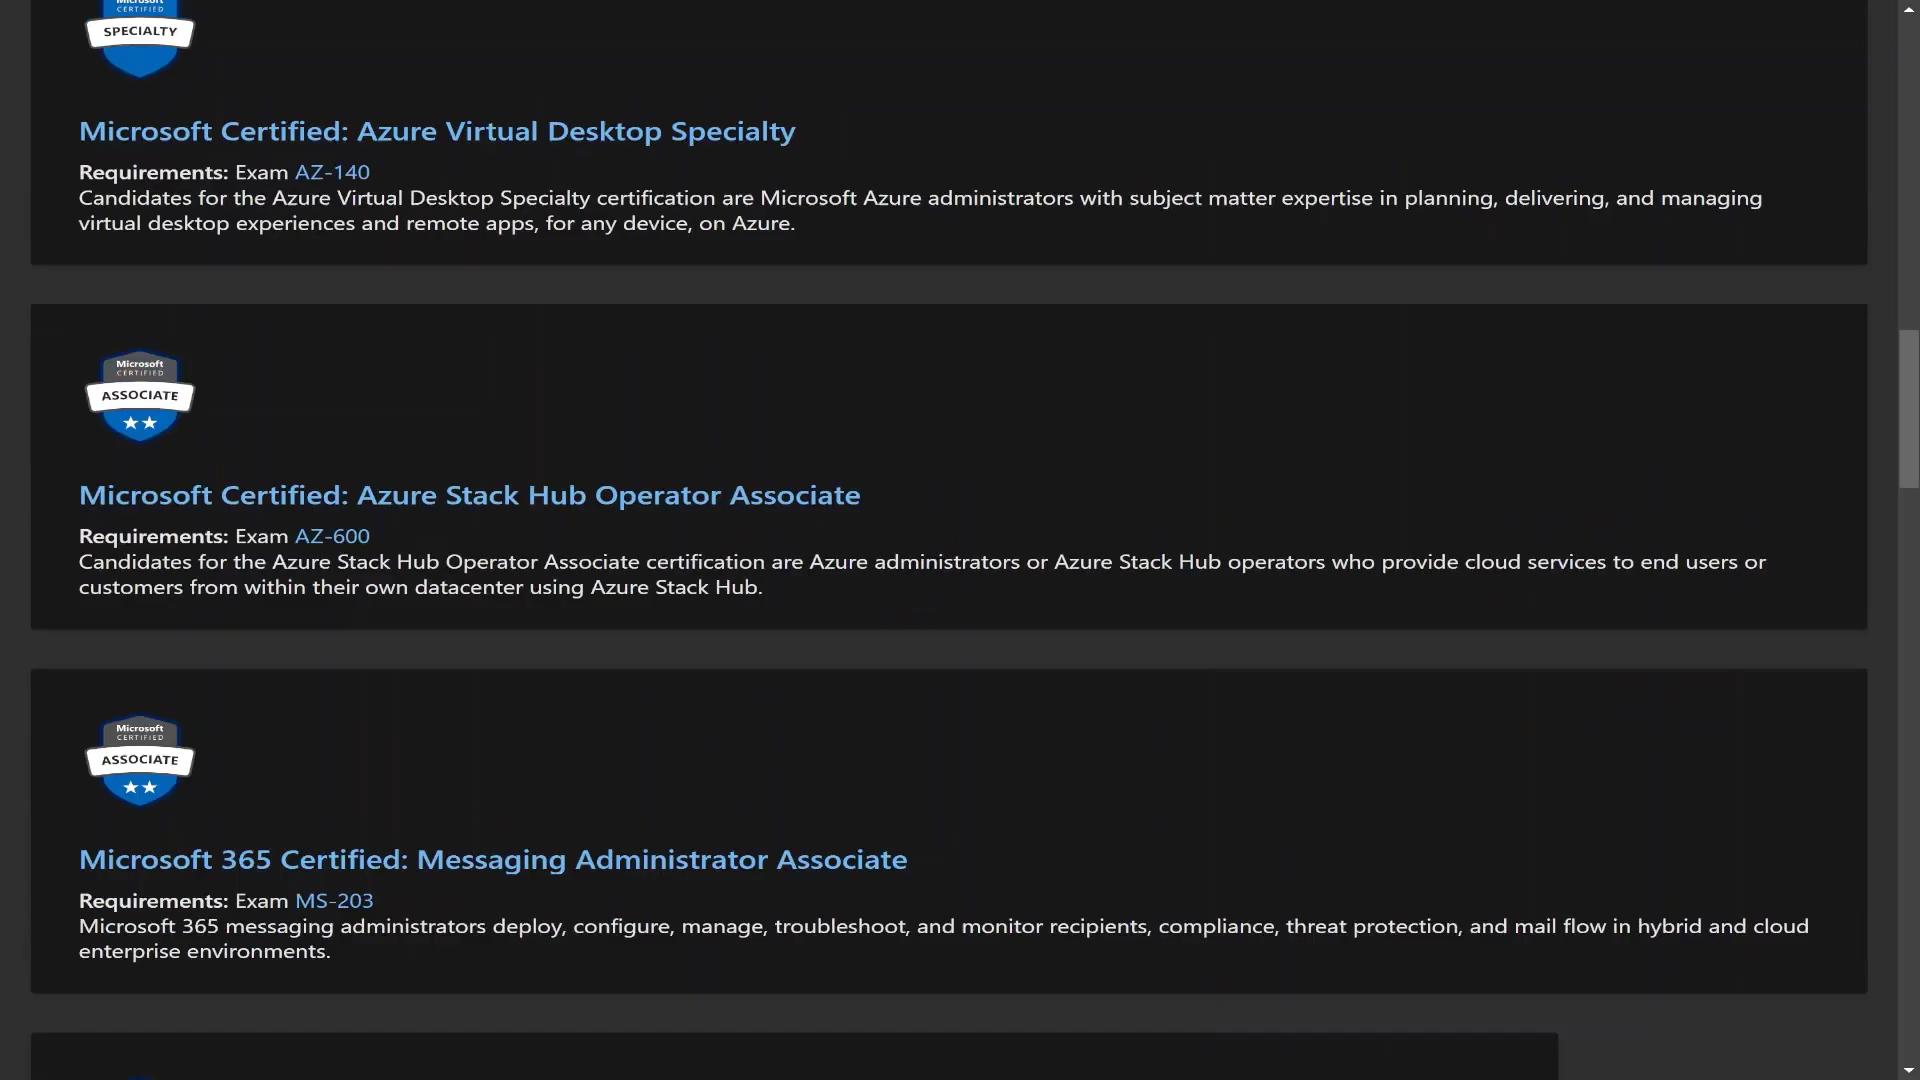 Microsoft
CERTIFIED
SPECIALTY
Microsoft Certified: Azure Virtual Desktop Specialty
Requirements: Exam AZ-140
Candidates for the Azure Virtual Desktop Specialty certification are Microsoft Azure administrators with subject matter expertise in planning, delivering, and managing
virtual desktop experiences and remote apps, for any device, on Azure.
Microsoft
CERTIFIED
ASSOCIATE
Microsoft Certified: Azure Stack Hub Operator Associate
Requirements: Exam AZ-600
Candidates for the Azure Stack Hub Operator Associate certification are Azure administrators or Azure Stack Hub operators who provide cloud services to end users or
customers from within their own datacenter using Azure Stack Hub.
Microsoft
CERTIFIED
ASSOCIATE
Microsoft 365 Certified: Messaging Administrator Associate
Requirements: Exam MS-203
Microsoft 365 messaging administrators deploy, configure, manage, troubleshoot, and monitor recipients, compliance, threat protection, and mail flow in hybrid and cloud
enterprise environments.